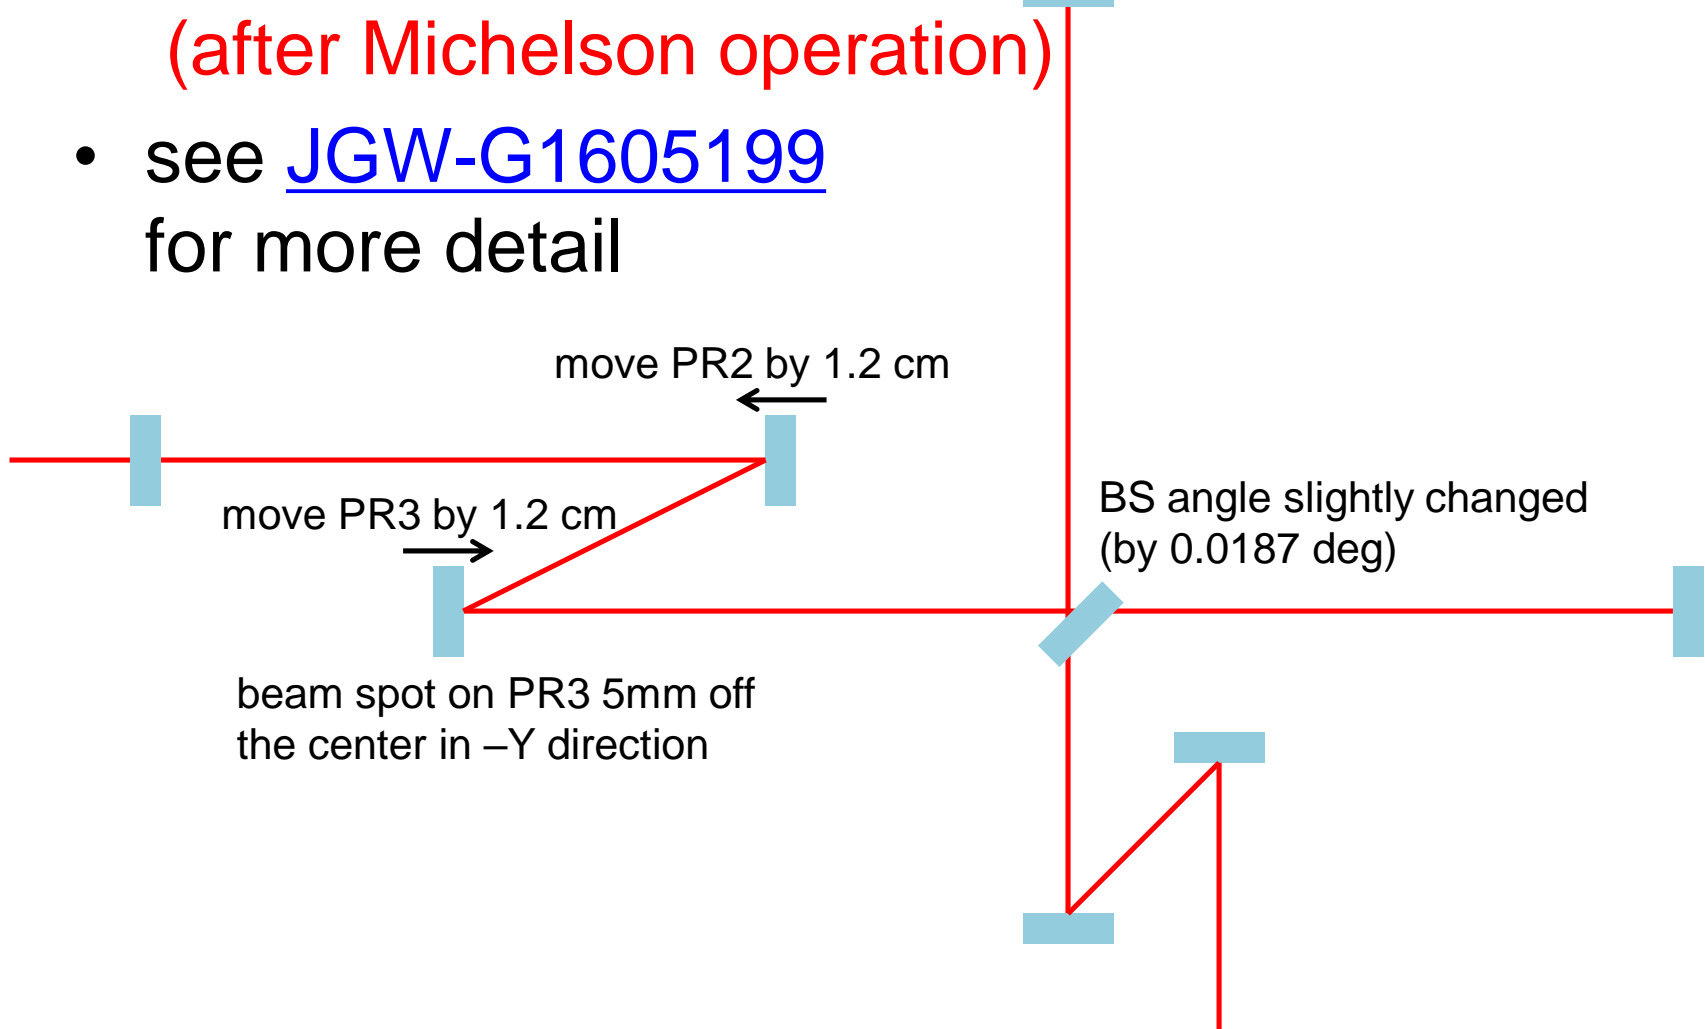 (after Michelson operation)
• see JGW-G1605199
for more detail
move PR2 by 1.2 cm
move PR3 by 1.2 cm
BS angle slightly changed
(by 0.0187 deg)
beam spot on PR3 5mm off
the center in –Y direction